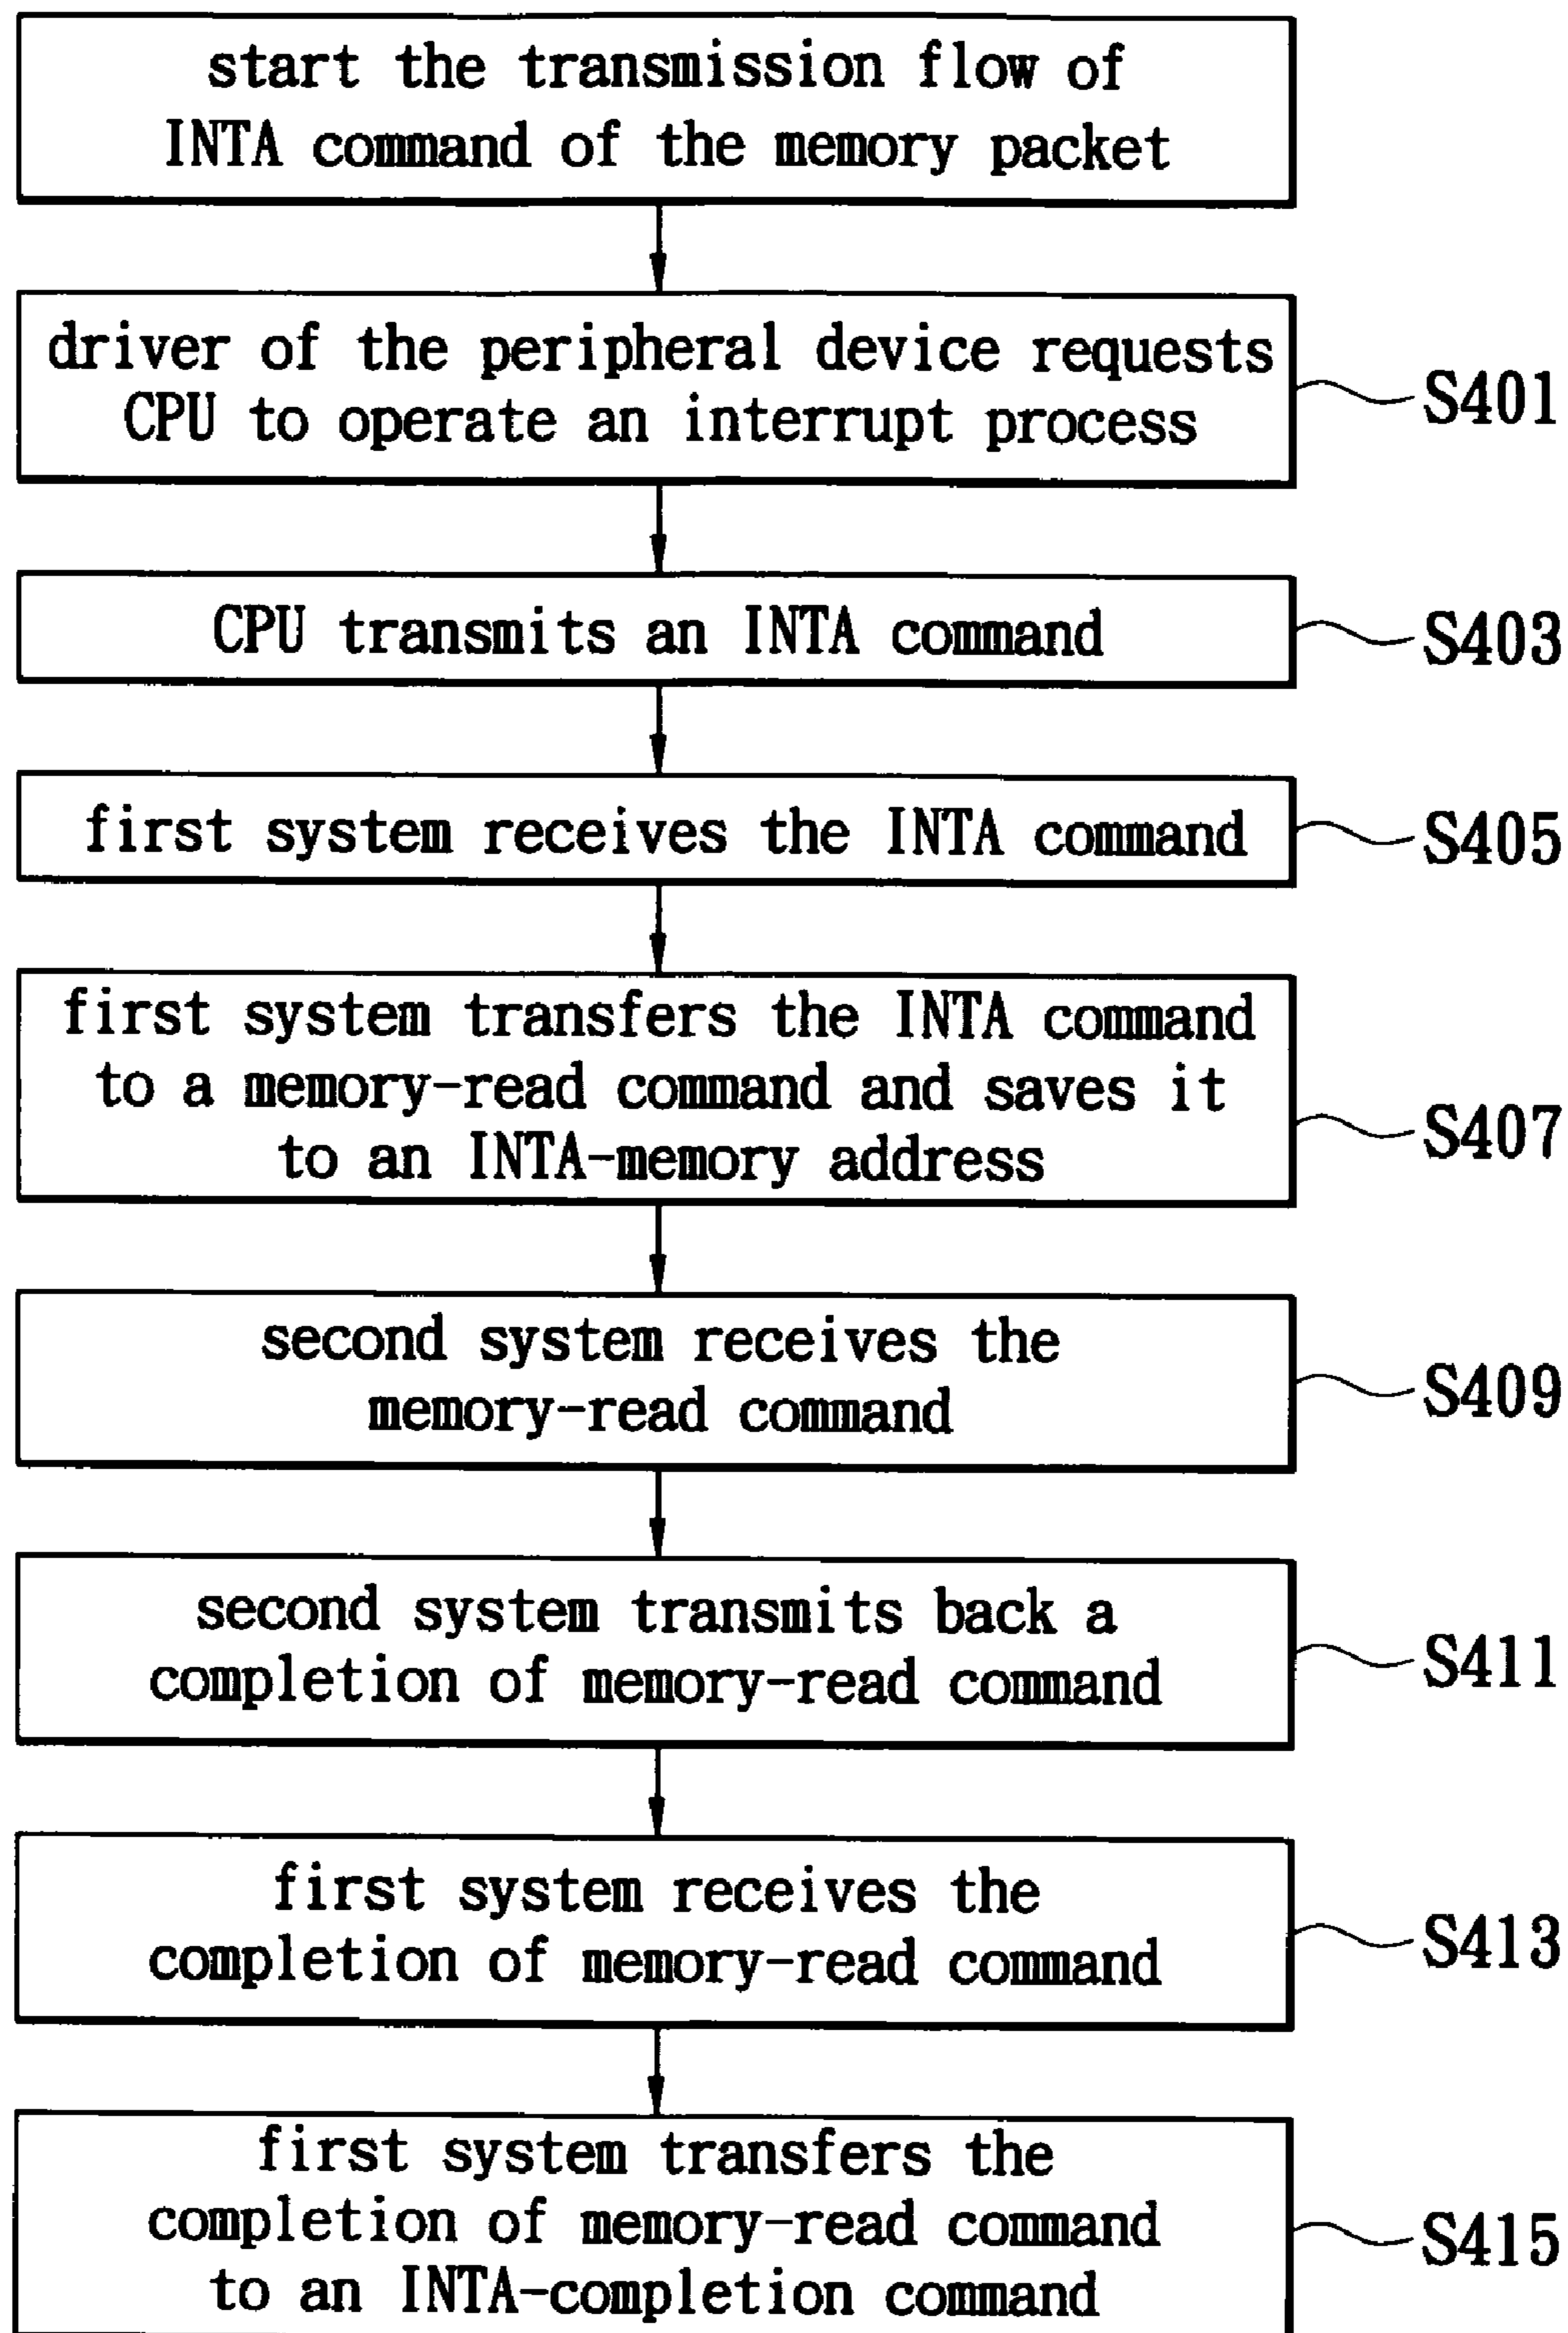 start the transmission flow of
INTA command of the memory packet
driver of the peripheral device requests
CPU to operate an interrupt process
S401
CPU transmits an INTA command
S403
first system receives the INTA command
S405
first system transfers the INTA command
to a memory-read command and saves it
to an INTA-memory address
S407
second system receives the
memory-read command
S409
second system transmits back a
completion of memory-read command
S411
first system receives the
completion of memory-read command
S413
first system transfers the
completion of memory-read command
to an INTA-completion command
S415